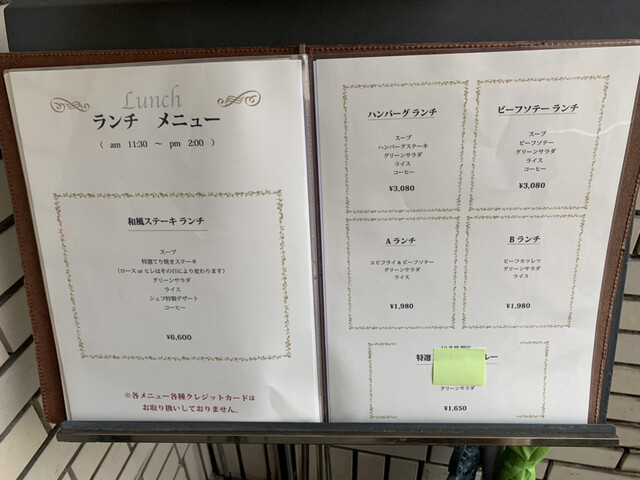 Lunch
ランチ メニュー
( am 11:30 ～ pm 2:00 )
和風ステーキ ランチ
スープ
特選てり焼きステーキ
(ロース or ヒレはその日により変わります)
グリーンサラダ
ライス
シェフ特製デザート
コーヒー
¥6,600
※各メニュー各種クレジットカードは
お取り扱いしておりません。
ハンバーグ ランチ
スープ
ハンバーグステーキ
グリーンサラダ
ライス
コーヒー
¥3,080
ビーフソテー ランチ
スープ
ビーフソテー
グリーンサラダ
ライス
コーヒー
¥3,080
A ランチ
エビフライ&ビーフソテー
グリーンサラダ
ライス
¥1,980
B ランチ
ビーフカツレツ
グリーンサラダ
ライス
¥1,980
特選 レー
グリーンサラダ
¥1,650